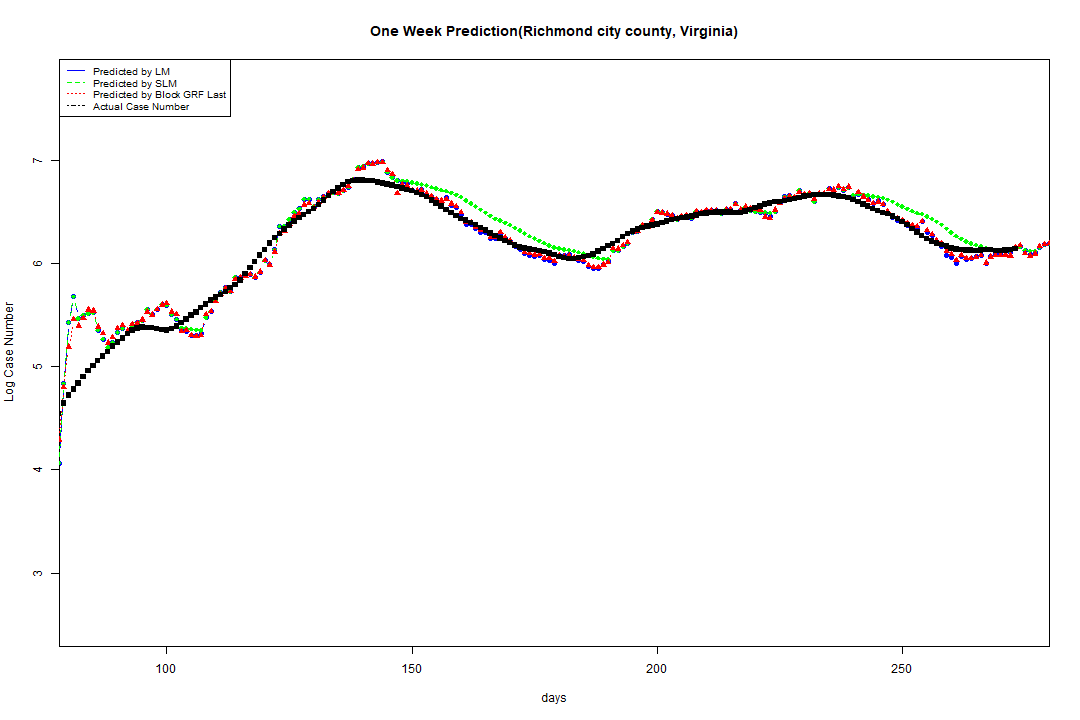 One Week Prediction(Richmond city county, Virginia)
Predicted by LM
Predicted by SLM
Predicted by Block GRF Last
Actual Case Number
7
6
5
4
3
Log Case Number
100 150 200 250
days